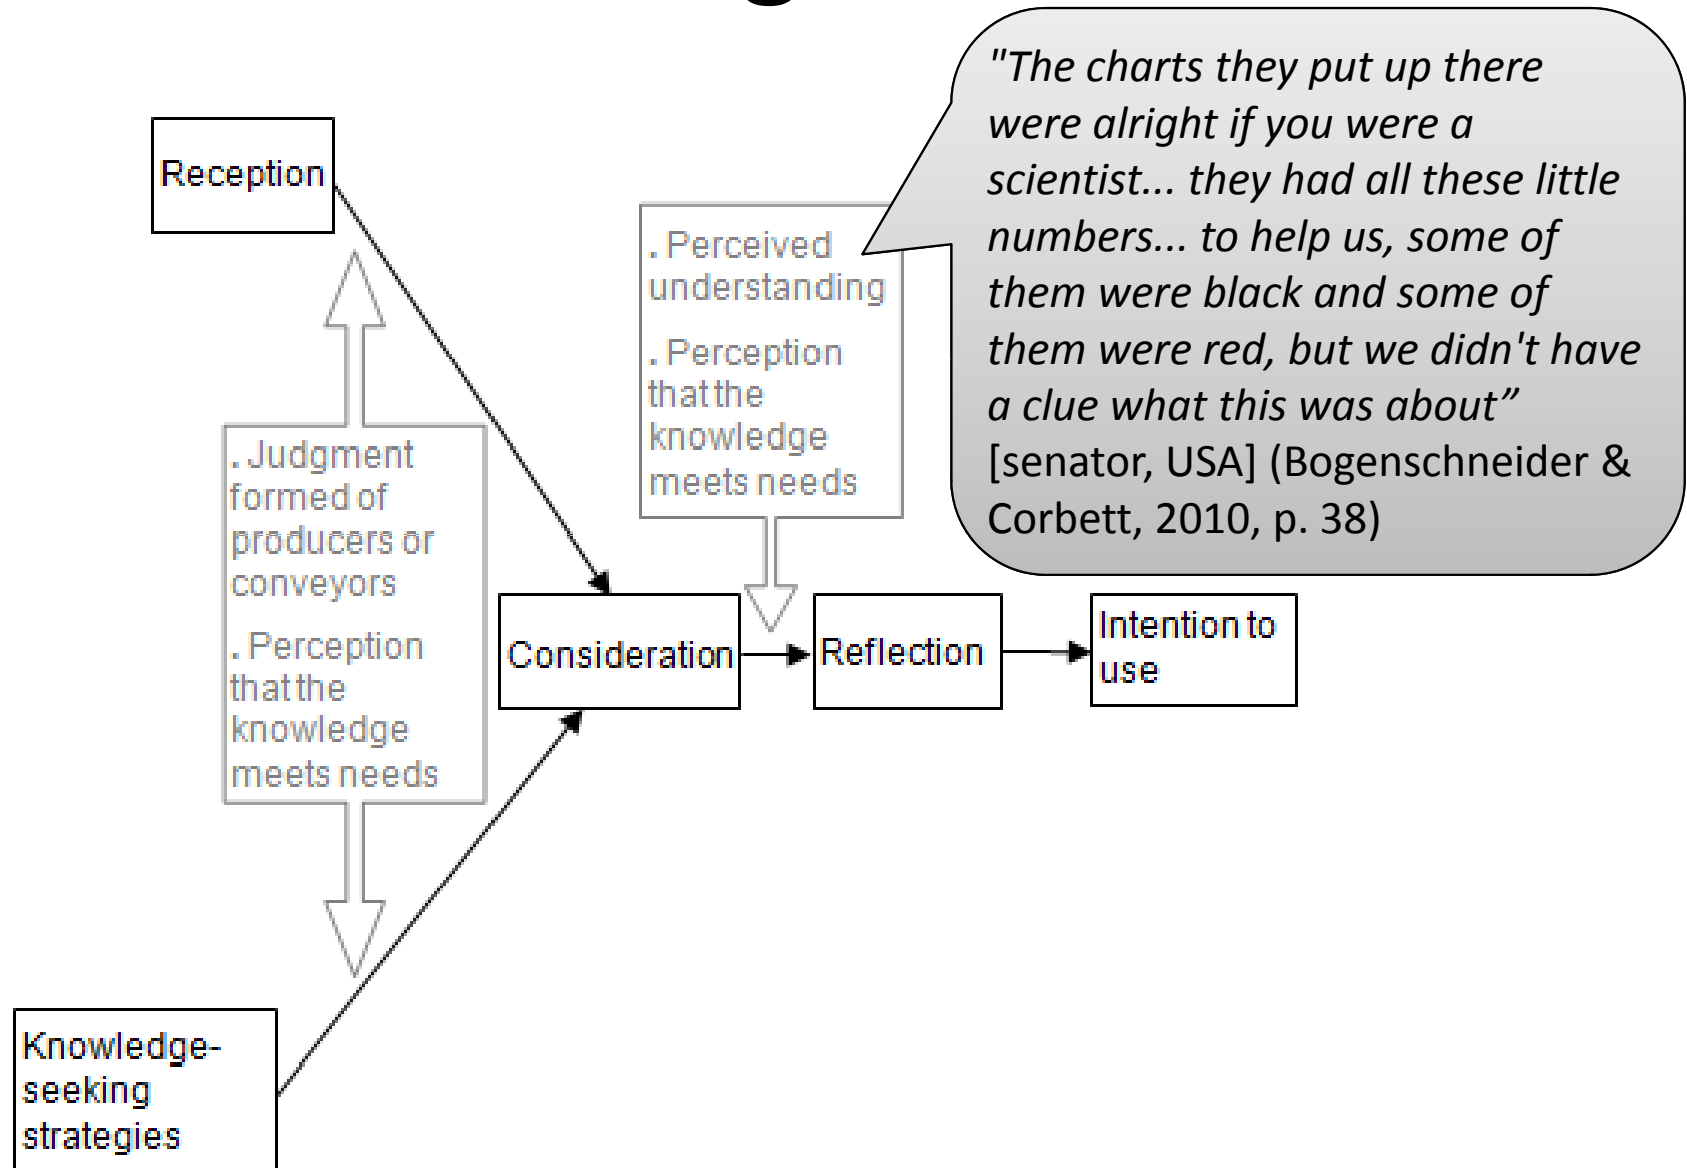 "The charts they put up there
were alright if you were a
scientist... they had all these little
numbers... to help us, some of
them were black and some of
them were red, but we didn't have
a clue what this was about”
[senator, USA] (Bogenschneider &
Corbett, 2010, p. 38)
Reception
. Perceived
understanding
. Perception
that the
knowledge
meets needs
. Judgment
formed of
producers or
conveyors
. Perception
that the
knowledge
meets needs
Consideration
Reflection
Intention to
use
Knowledge-
seeking
strategies